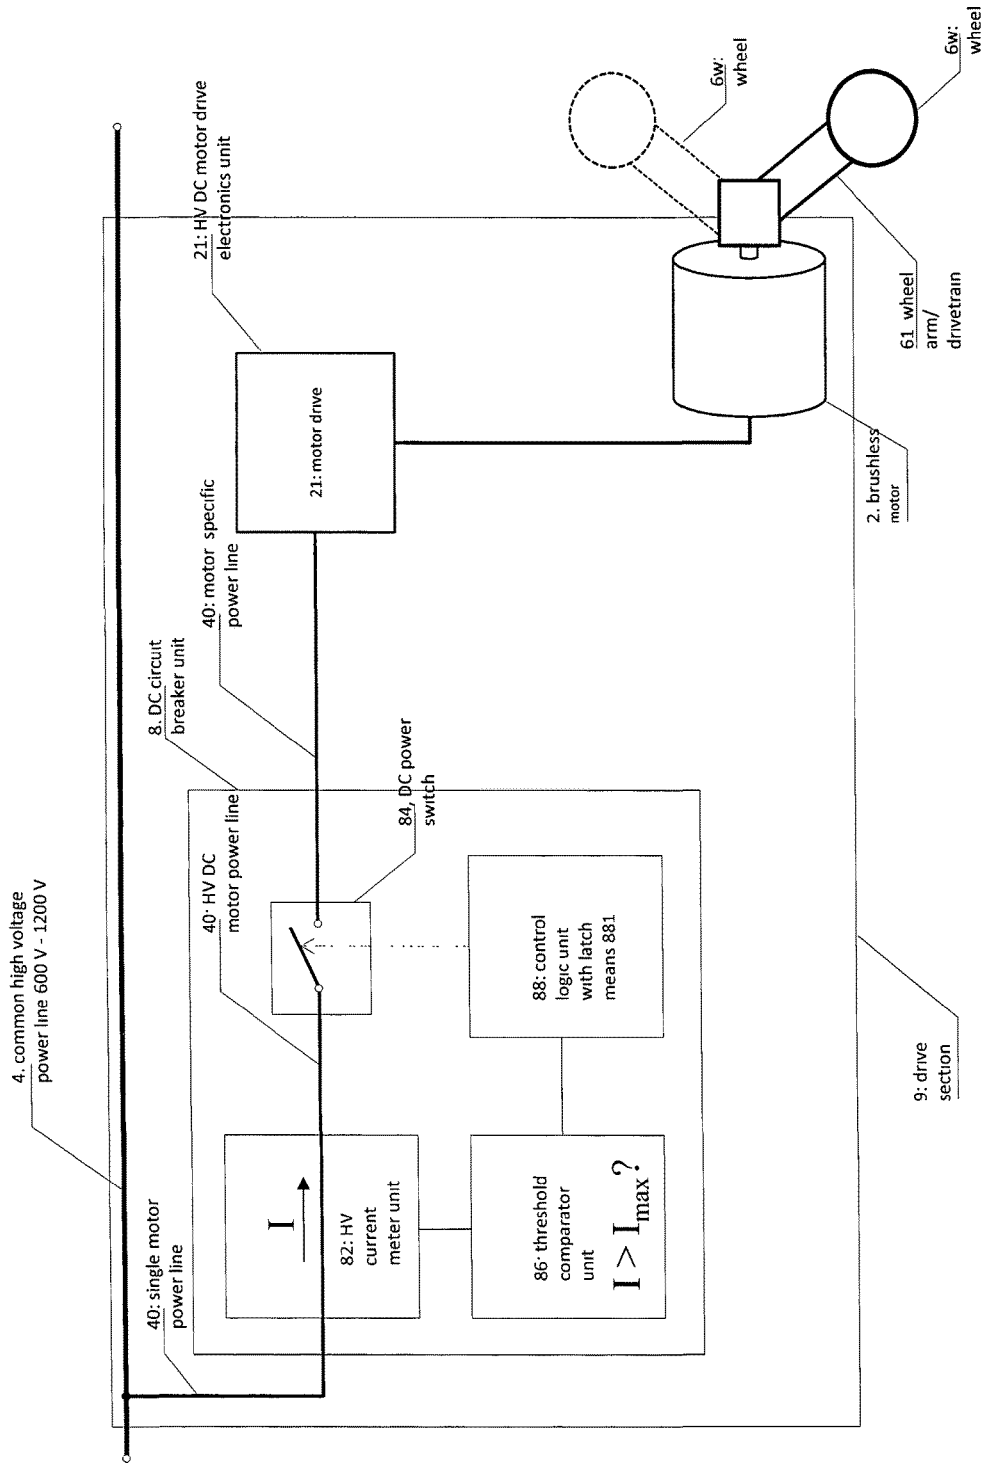 4. common high voltage
power line 600 V - 1200 V
40: single motor
power line
8. DC circuit
breaker unit
40: motor specific
power line
21: HV DC motor drive
electronics unit
40· HV DC
motor power line
84, DC power
switch
I
82: HV
current
meter unit
86· threshold
comparator
unit
I > Imax?
88: control
logic unit
with latch
means 881
21: motor drive
6w:
wheel
6w:
wheel
61 wheel
arm/
drivetrain
2. brushless
motor
9: drive
section